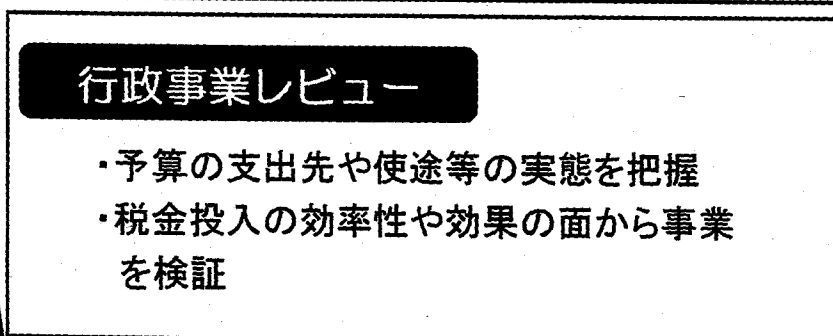 行政事業レビュー
・予算の支出先や使途等の実態を把握
・税金投入の効率性や効果の面から事業
を検証